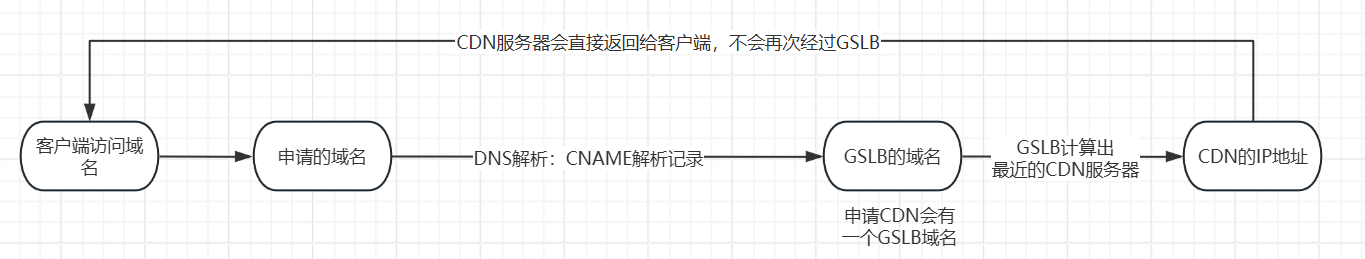 CDN服务器会直接返回给客户端，不会再次经过GSLB
客户端访问域
名
申请的域名
DNS解析：CNAME解析记录
GSLB的域名
GSLB计算出
最近的CDN服务器
CDN的IP地址
申请CDN会有
一个GSLB域名